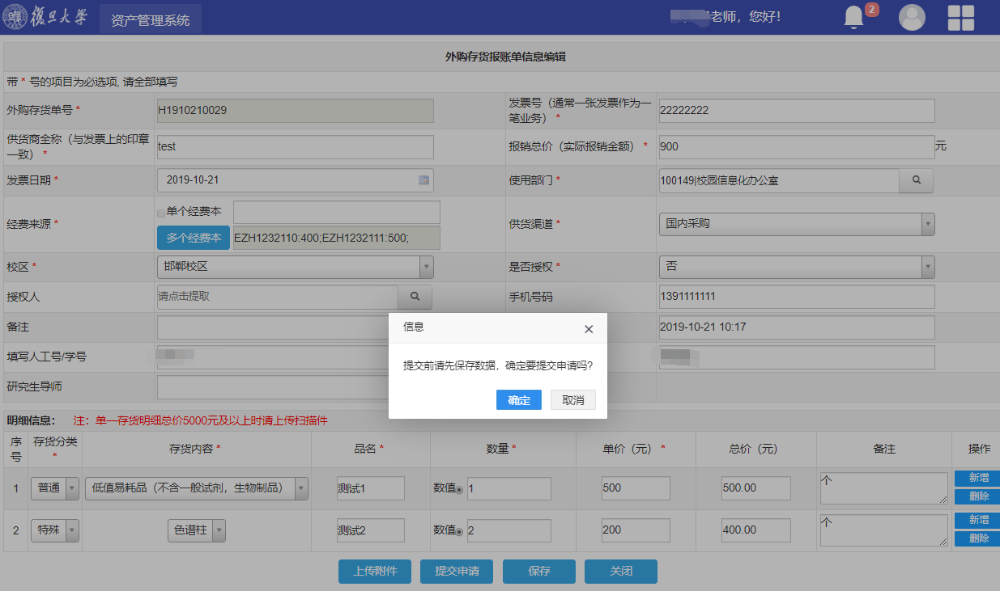 復旦大學 资产管理系统 老师，您好！ 2
外购存货报账单信息编辑
带 * 号的项目为必选项, 请全部填写
外购存货单号 * H1910210029 发票号（通常一张发票作为一笔业务） * 22222222
供货商全称（与发票上的印章一致） * test 报销总价（实际报销金额） * 900 元
发票日期 * 2019-10-21 使用部门 * 100149|校园信息化办公室
经费来源 * 单个经费本 供货渠道 * 国内采购
多个经费本 EZH1232110:400;EZH1232111:500;
校区 * 邯郸校区 是否授权 * 否
授权人 请点击提取 手机号码 1391111111
备注 2019-10-21 10:17
填写人工号/学号
研究生导师
信息
提交前请先保存数据，确定要提交申请吗?
确定 取消
明细信息： 注：单一存货明细总价5000元及以上时请上传扫描件
序号 存货分类 * 存货内容 * 品名 * 数量 * 单价（元） * 总价（元） 备注 操作
1 普通 低值易耗品（不含一般试剂，生物制品） 测试1 数值 1 500 500.00 个 新增 删除
2 特殊 色谱柱 测试2 数值 2 200 400.00 个 新增 删除
上传附件 提交申请 保存 关闭